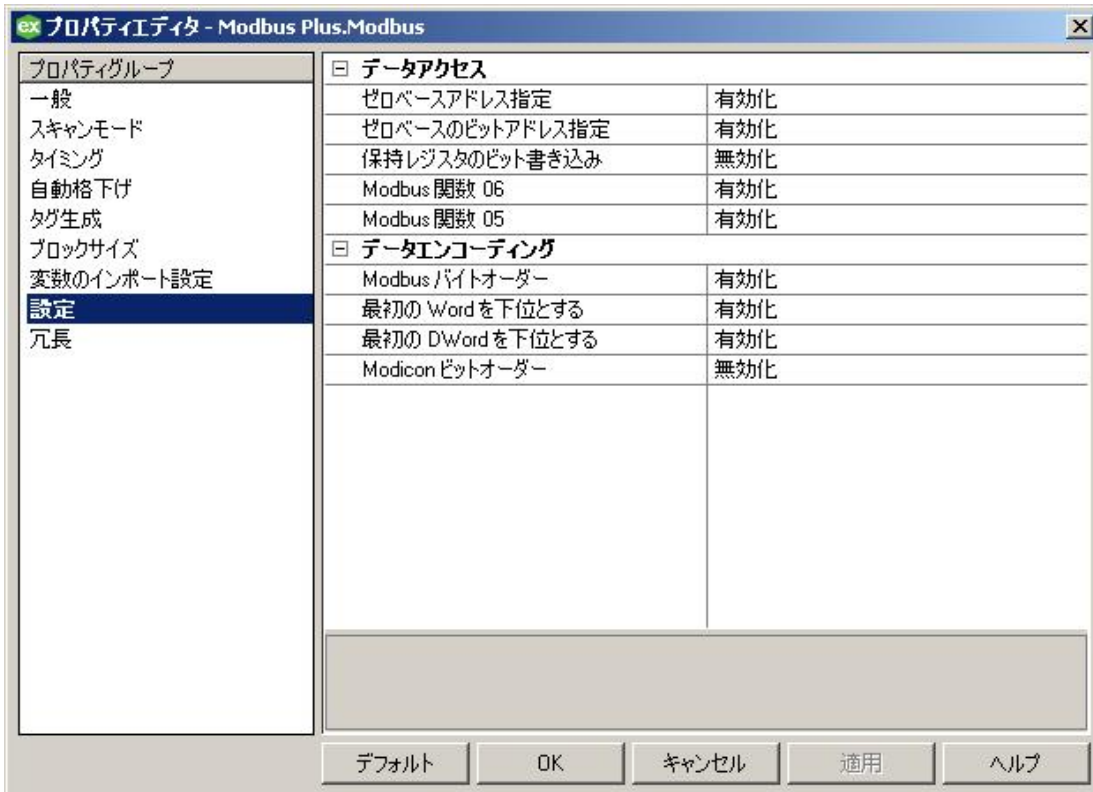 ex プロパティエディタ - Modbus Plus.Modbus
プロパティグループ
一般
スキャンモード
タイミング
自動格下げ
タグ生成
ブロックサイズ
変数のインポート設定
設定
冗長
データアクセス
ゼロベースアドレス指定 有効化
ゼロベースのビットアドレス指定 有効化
保持レジスタのビット書き込み 無効化
Modbus 関数 06 有効化
Modbus 関数 05 有効化
データエンコーディング
Modbus バイトオーダー 有効化
最初の Word を下位とする 有効化
最初の DWord を下位とする 有効化
Modicon ビットオーダー 無効化
デフォルト OK キャンセル 適用 ヘルプ